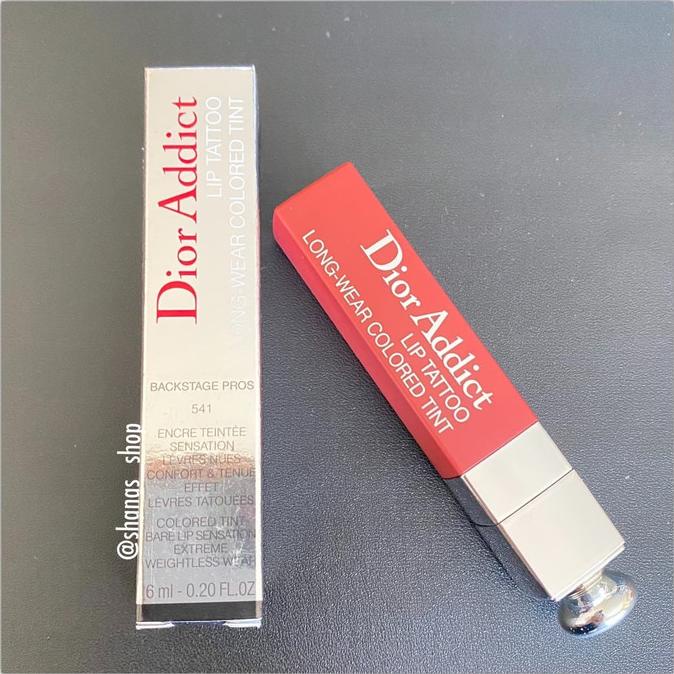 Dior Addict
LIP TATTOO
LONG-WEAR COLORED TINT
BACKSTAGE PROS
541
ENCRE TEINTÉE
SENSATION
LÈVRES NUES
CONFORT & TENUE
EFFET
LÈVRES TATOUÉES
COLORED TINT
BARE LIP SENSATION
EXTREME
WEIGHTLESS WEAR
6 ml - 0.20 FL.OZ
@shanas_shop
Dior Addict
LIP TATTOO
LONG-WEAR COLORED TINT